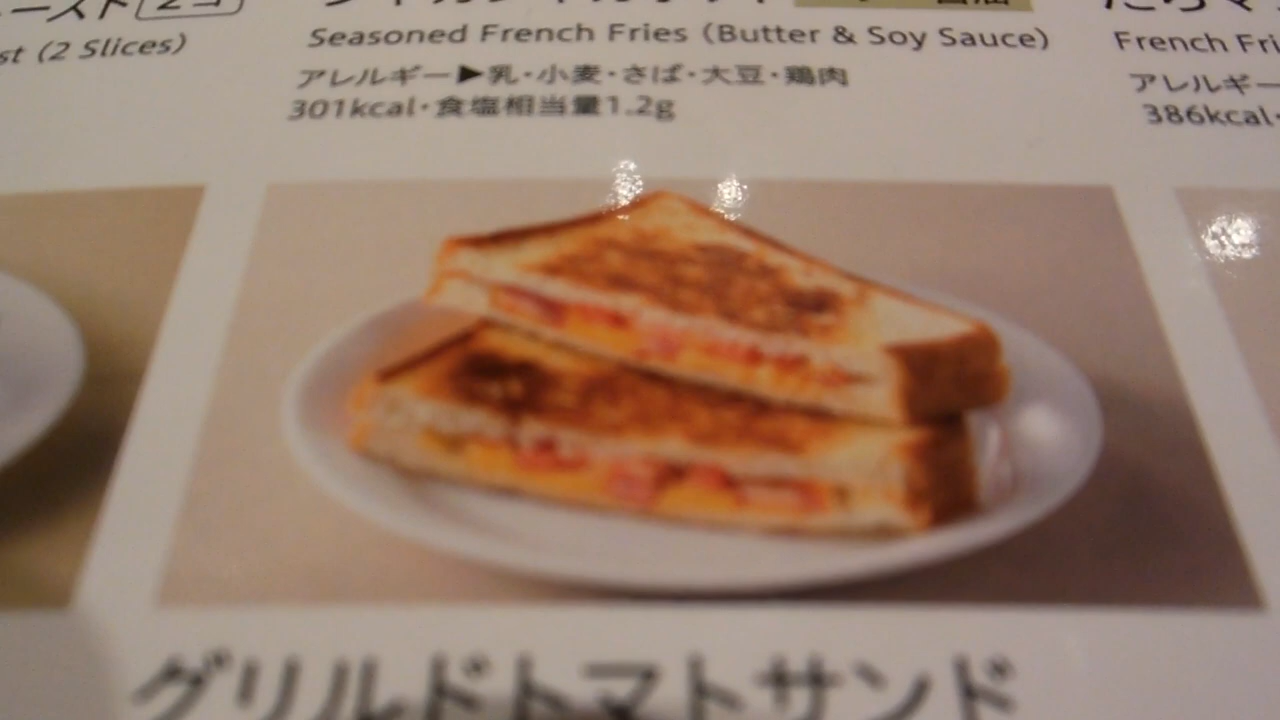 st (2 Slices)
Seasoned French Fries (Butter & Soy Sauce)
アレルギー▶乳・小麦・さば・大豆・鶏肉
301kcal・食塩相当量1.2g
French Fri
アレルギー
386kcal・
グリルドトマトサンド